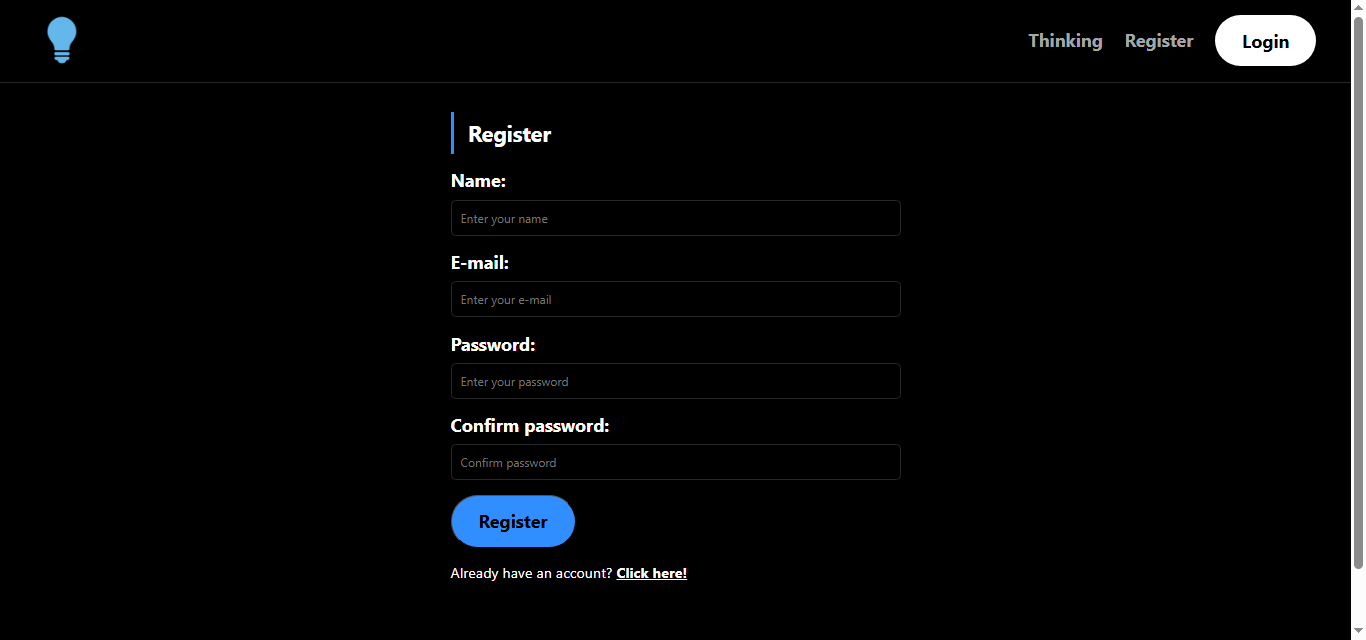 Thinking Register Login
Register
Name:
Enter your name
E-mail:
Enter your e-mail
Password:
Enter your password
Confirm password:
Confirm password
Register
Already have an account? Click here!